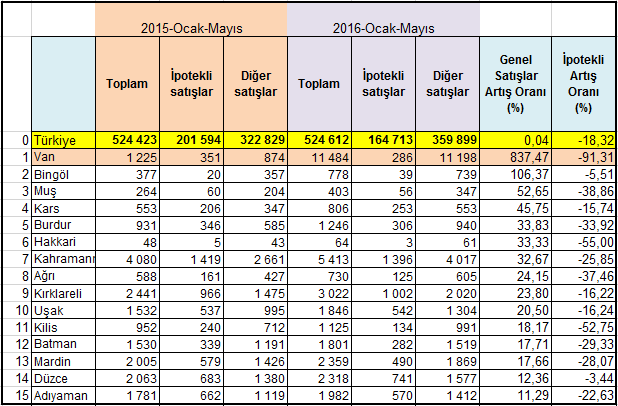 2015-Ocak-Mayıs 2016-Ocak-Mayıs
Toplam İpotekli satışlar Diğer satışlar Toplam İpotekli satışlar Diğer satışlar Genel Satışlar Artış Oranı (%) İpotekli Artış Oranı (%)
0 Türkiye 524 423 201 594 322 829 524 612 164 713 359 899 0,04 -18,32
1 Van 1 225 351 874 11 484 286 11 198 837,47 -91,31
2 Bingöl 377 20 357 778 39 739 106,37 -5,51
3 Muş 264 60 204 403 56 347 52,65 -38,86
4 Kars 553 206 347 806 253 553 45,75 -15,74
5 Burdur 931 346 585 1 246 306 940 33,83 -33,92
6 Hakkari 48 5 43 64 3 61 33,33 -55,00
7 Kahramanm 4 080 1 419 2 661 5 413 1 396 4 017 32,67 -25,85
8 Ağrı 588 161 427 730 125 605 24,15 -37,46
9 Kırklareli 2 441 966 1 475 3 022 1 002 2 020 23,80 -16,22
10 Uşak 1 532 537 995 1 846 542 1 304 20,50 -16,24
11 Kilis 952 240 712 1 125 134 991 18,17 -52,75
12 Batman 1 530 339 1 191 1 801 282 1 519 17,71 -29,33
13 Mardin 2 005 579 1 426 2 359 490 1 869 17,66 -28,07
14 Düzce 2 063 683 1 380 2 318 741 1 577 12,36 -3,44
15 Adıyaman 1 781 662 1 119 1 982 570 1 412 11,29 -22,63